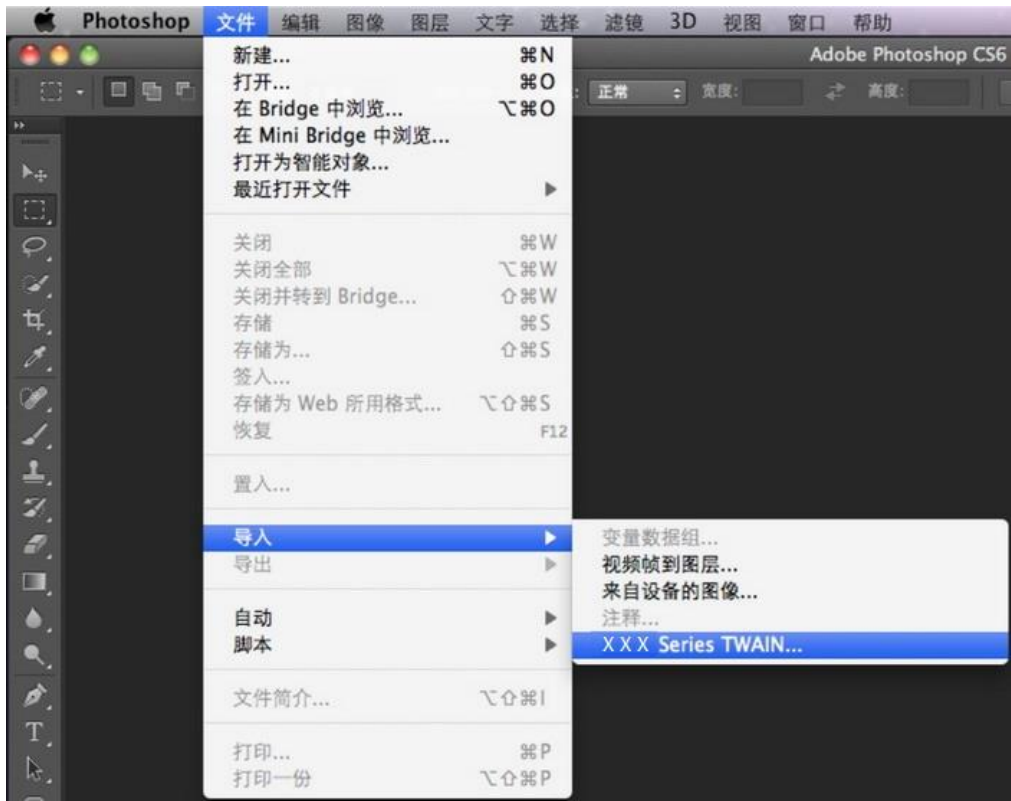 Photoshop 文件 编辑 图像 图层 文字 选择 滤镜 3D 视图 窗口 帮助
Adobe Photoshop CS6
: 正常 宽度: 高度:
新建... ⌘N
打开... ⌘O
在 Bridge 中浏览... ⌥⌘O
在 Mini Bridge 中浏览...
打开为智能对象...
最近打开文件 ▶
关闭 ⌘W
关闭全部 ⌥⌘W
关闭并转到 Bridge... ⇧⌘W
存储 ⌘S
存储为... ⇧⌘S
签入...
存储为 Web 所用格式... ⌥⇧⌘S
恢复 F12
置入...
导入 ▶
导出 ▶
自动 ▶
脚本 ▶
文件简介... ⌥⇧⌘I
打印... ⌘P
打印一份 ⌥⇧⌘P
变量数据组...
视频帧到图层...
来自设备的图像...
注释...
X X X Series TWAIN...